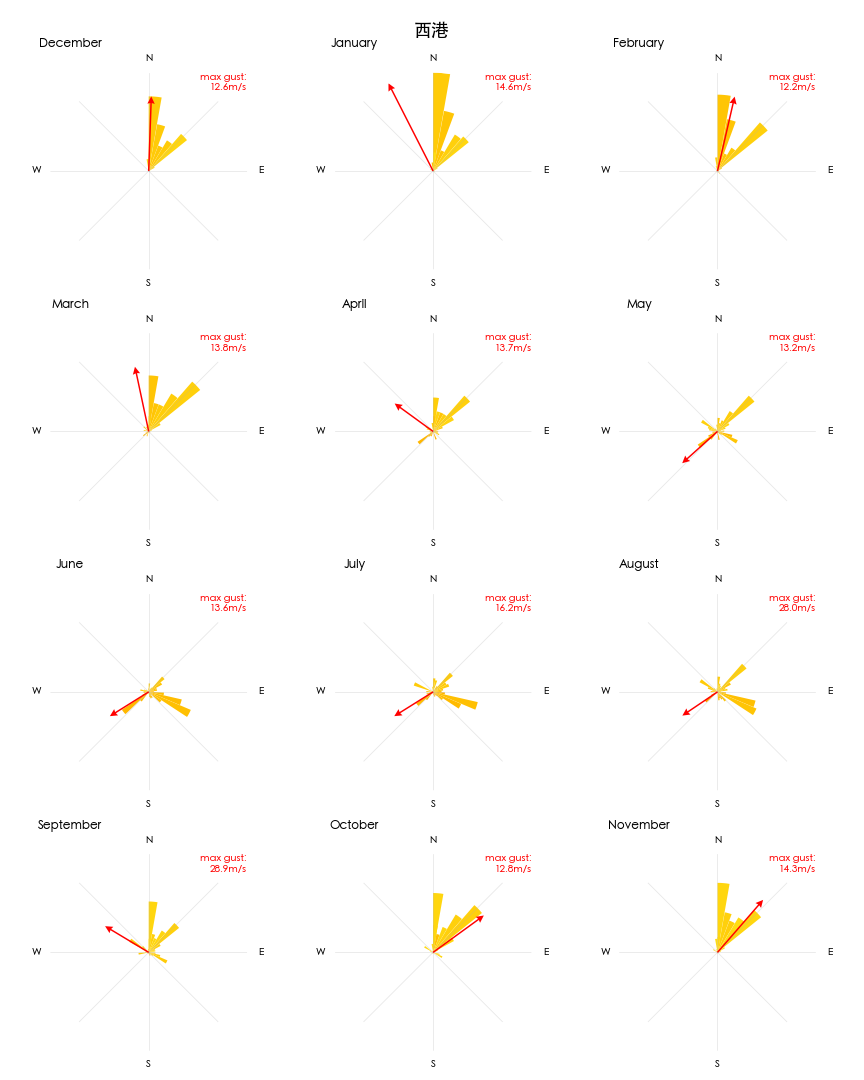 西港
December
N
max gust:
12.6m/s
W
E
S
January
N
max gust:
14.6m/s
W
E
S
February
N
max gust:
12.2m/s
W
E
S
March
N
max gust:
13.8m/s
W
E
S
April
N
max gust:
13.7m/s
W
E
S
May
N
max gust:
13.2m/s
W
E
S
June
N
max gust:
13.6m/s
W
E
S
July
N
max gust:
16.2m/s
W
E
S
August
N
max gust:
28.0m/s
W
E
S
September
N
max gust:
28.9m/s
W
E
S
October
N
max gust:
12.8m/s
W
E
S
November
N
max gust:
14.3m/s
W
E
S